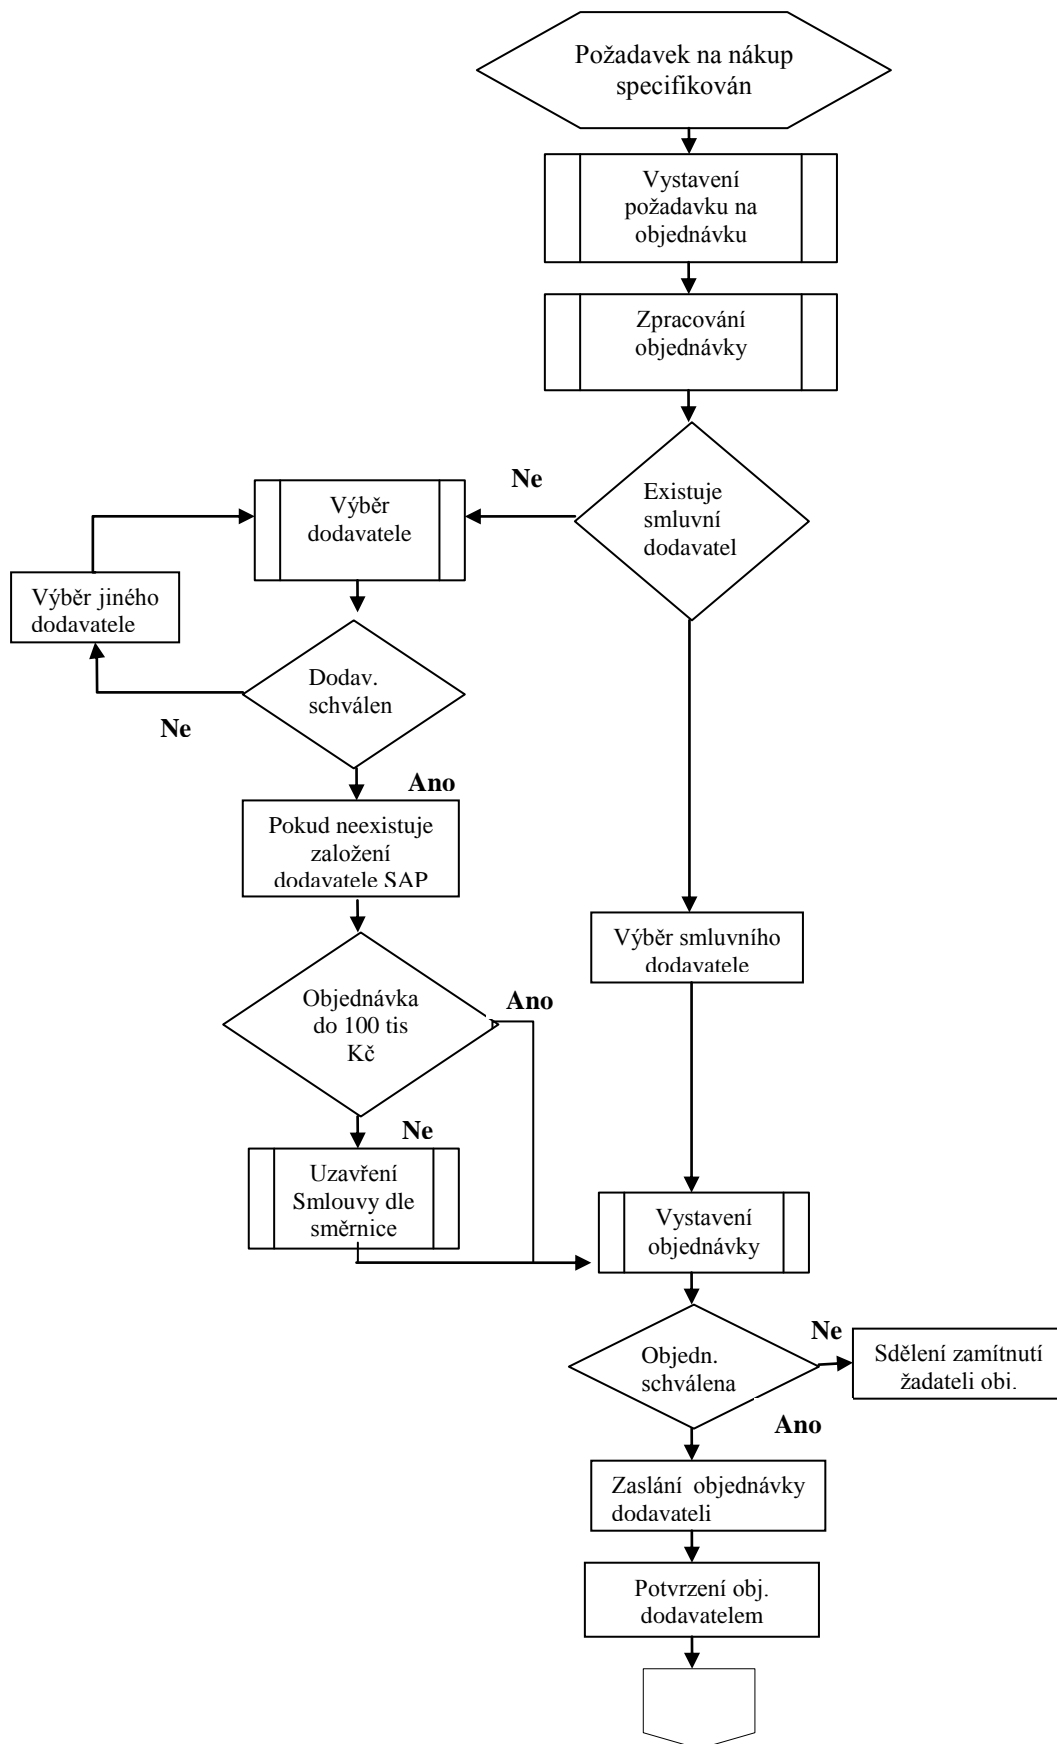 Požadavek na nákup
specifikován
Vystavení
požadavku na
objednávku
Zpracování
objednávky
Existuje
smluvní
dodavatel
Ne
Výběr
dodavatele
Výběr jiného
dodavatele
Dodav.
schválen
Ne
Ano
Pokud neexistuje
založení
dodavatele SAP
Výběr smluvního
dodavatele
Objednávka
do 100 tis
Kč
Ano
Ne
Uzavření
Smlouvy dle
směrnice
Vystavení
objednávky
Objedn.
schválena
Ne
Sdělení zamítnutí
žadateli obj.
Ano
Zaslání objednávky
dodavateli
Potvrzení obj.
dodavatelem